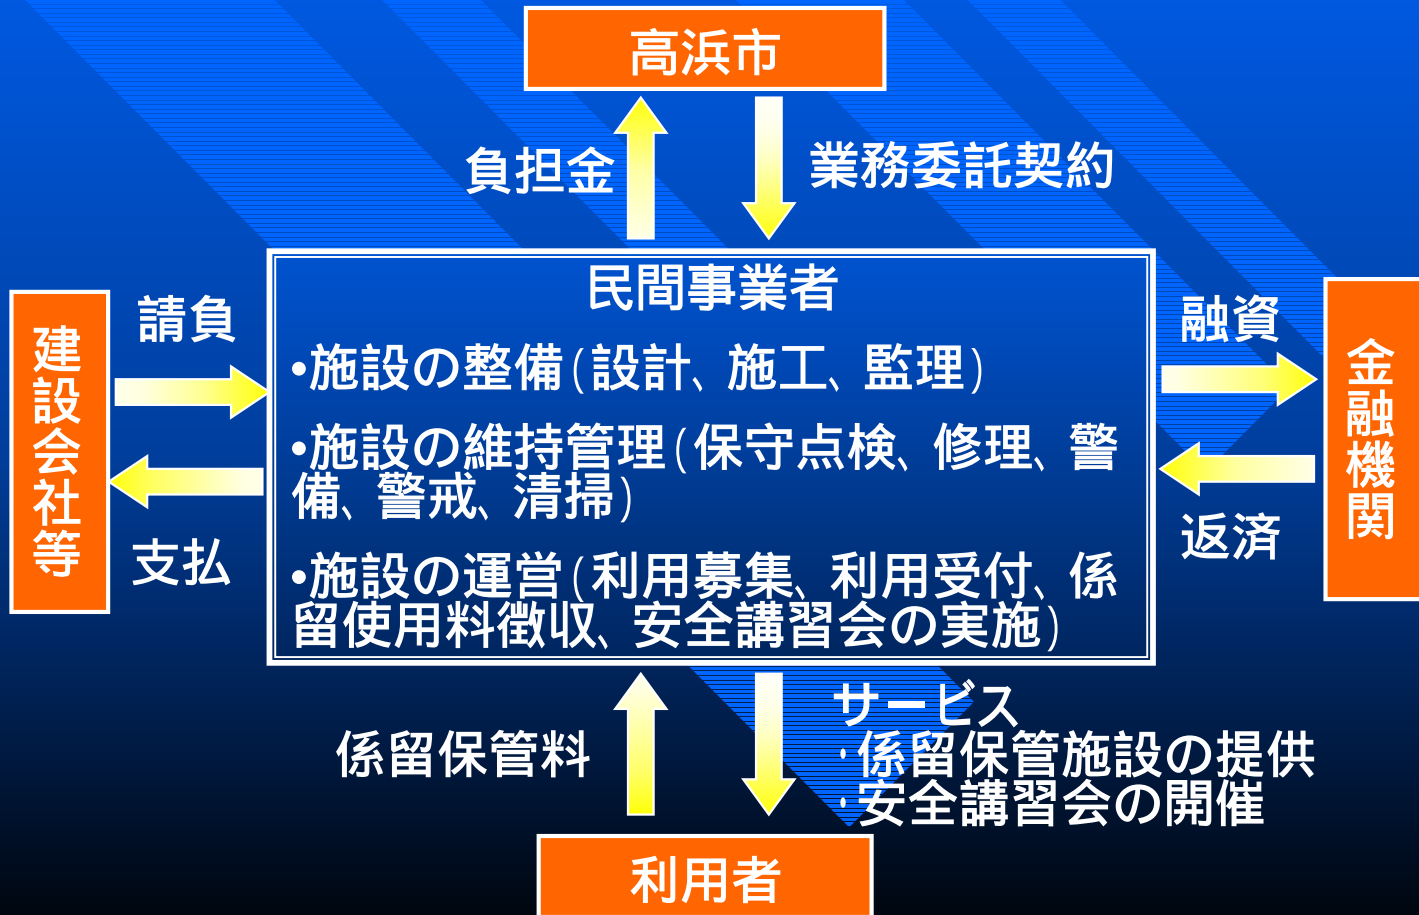 高浜市
負担金
業務委託契約
民間事業者
•施設の整備(設計、施工、監理)
•施設の維持管理(保守点検、修理、警
備、警戒、清掃)
•施設の運営(利用募集、利用受付、係
留使用料徴収、安全講習会の実施)
建設会社等
請負
支払
融資
返済
金融機関
係留保管料
サービス
・係留保管施設の提供
・安全講習会の開催
利用者